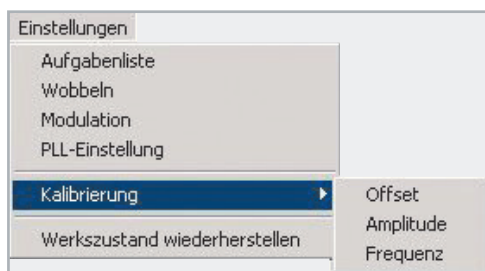 Einstellungen
Aufgabenliste
Wobbeln
Modulation
PLL-Einstellung
Kalibrierung
Offset
Amplitude
Frequenz
Werkszustand wiederherstellen